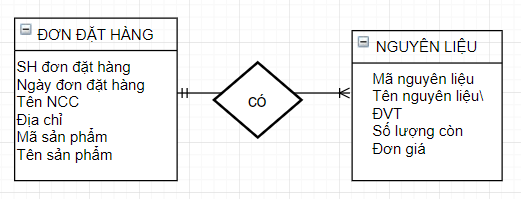 ĐƠN ĐẶT HÀNG
SH đơn đặt hàng
Ngày đơn đặt hàng
Tên NCC
Địa chỉ
Mã sản phẩm
Tên sản phẩm
CÓ
NGUYÊN LIỆU
Mã nguyên liệu
Tên nguyên liệu\
ĐVT
Số lượng còn
Đơn giá